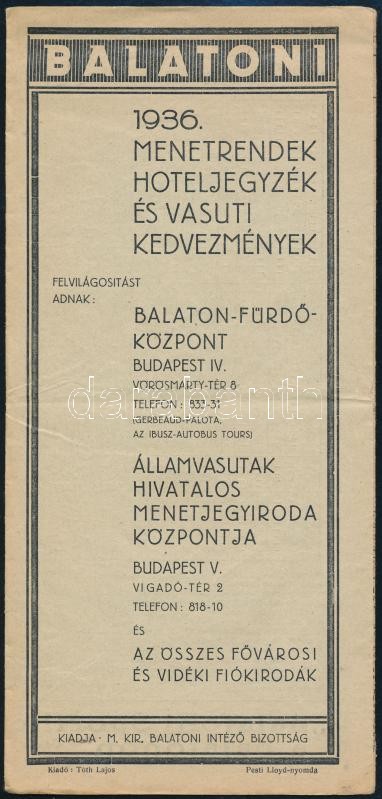 BALATONI
1936.
MENETRENDEK
HOTELJEGYZÉK
ÉS VASUTI
KEDVEZMÉNYEK
FELVILÁGOSITÁST
ADNAK:
BALATON-FÜRDŐ-
KÖZPONT
BUDAPEST IV.
VÖRÖSMARTY-TÉR 8
TELEFON: 833-31
(GERBEAUD-PALOTA,
AZ IBUSZ-AUTOBUS TOURS)
ÁLLAMVASUTAK
HIVATALOS
MENETJEGYIRODA
KÖZPONTJA
BUDAPEST V.
VIGADÓ-TÉR 2
TELEFON: 818-10
ÉS
AZ ÖSSZES FŐVÁROSI
ÉS VIDÉKI FIÓKIRODÁK
KIADJA · M. KIR. BALATONI INTÉZŐ BIZOTTSÁG
Kiadó: Tóth Lajos
Pesti Lloyd-nyomda
darabanth